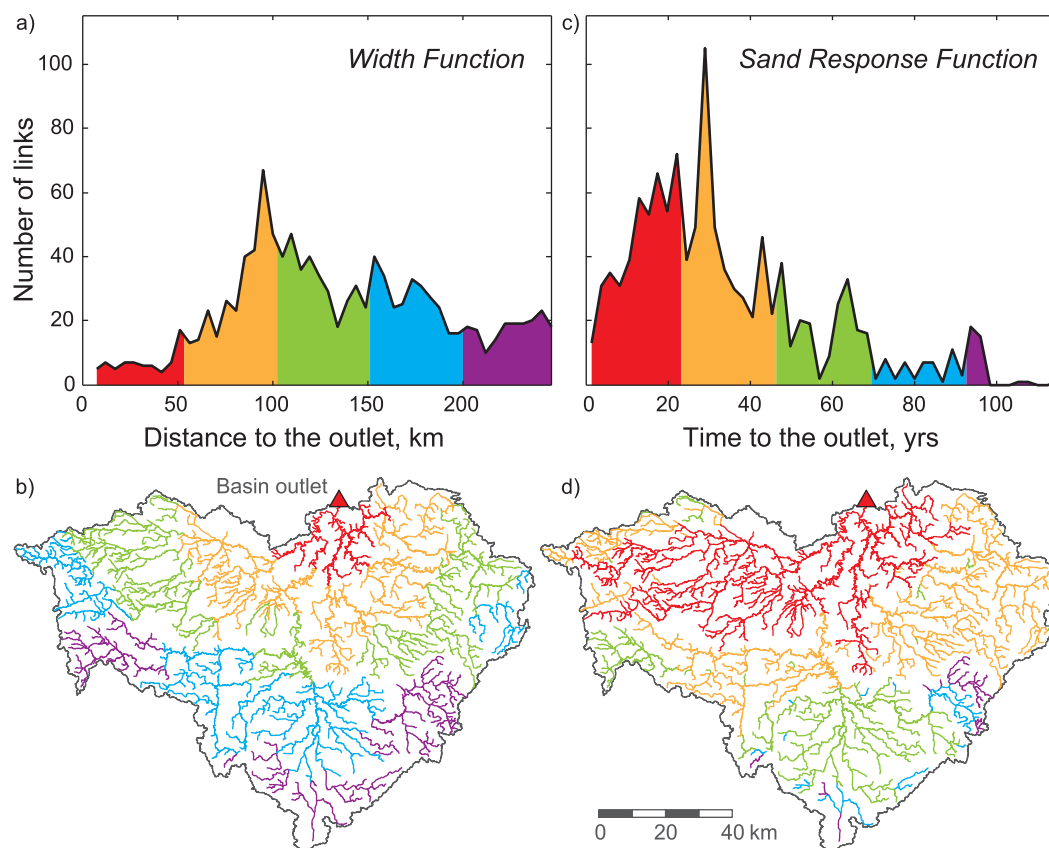 a)
Width Function
Number of links
100
80
60
40
20
0
0 50 100 150 200
Distance to the outlet, km
c)
Sand Response Function
0 20 40 60 80 100
Time to the outlet, yrs
b)
Basin outlet
d)
0 20 40 km